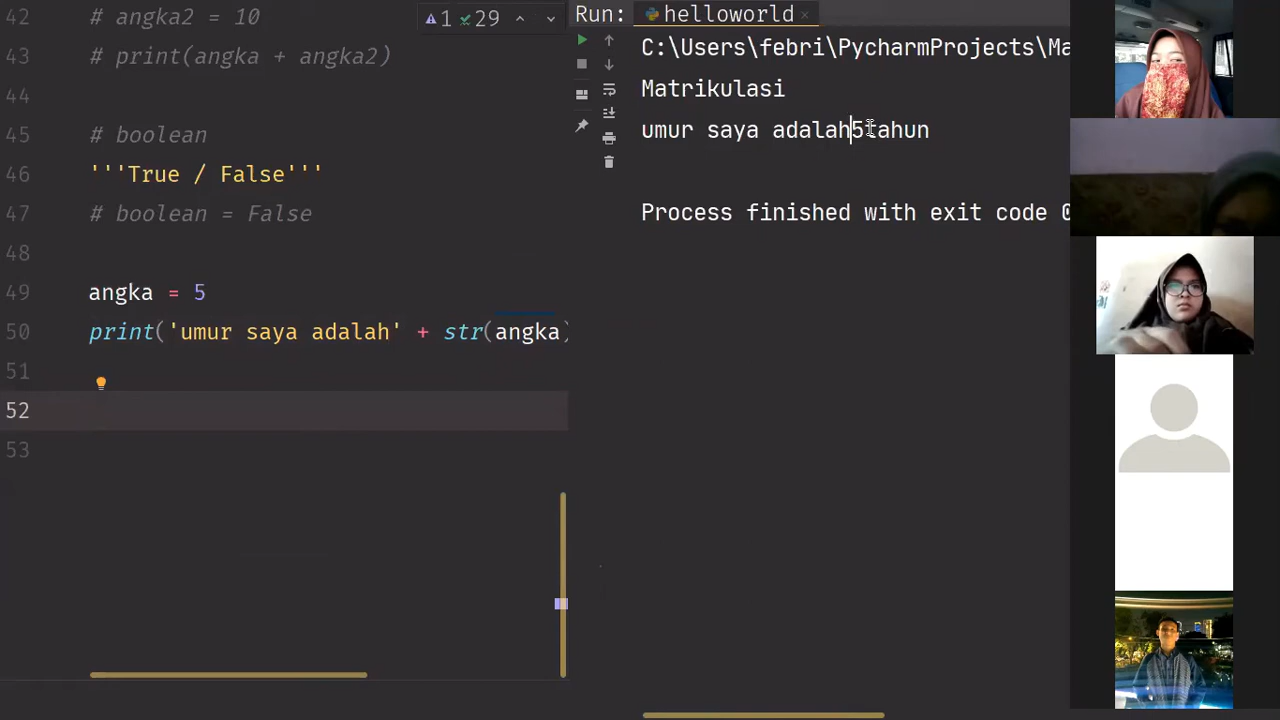 42 # angka2 = 10
43 # print(angka + angka2)
44
45 # boolean
46 '''True / False'''
47 # boolean = False
48
49 angka = 5
50 print('umur saya adalah' + str(angka)
51
52
53
1 29
Run: helloworld
C:\Users\febri\PycharmProjects\Ma
Matrikulasi
umur saya adalah5tahun
Process finished with exit code 0